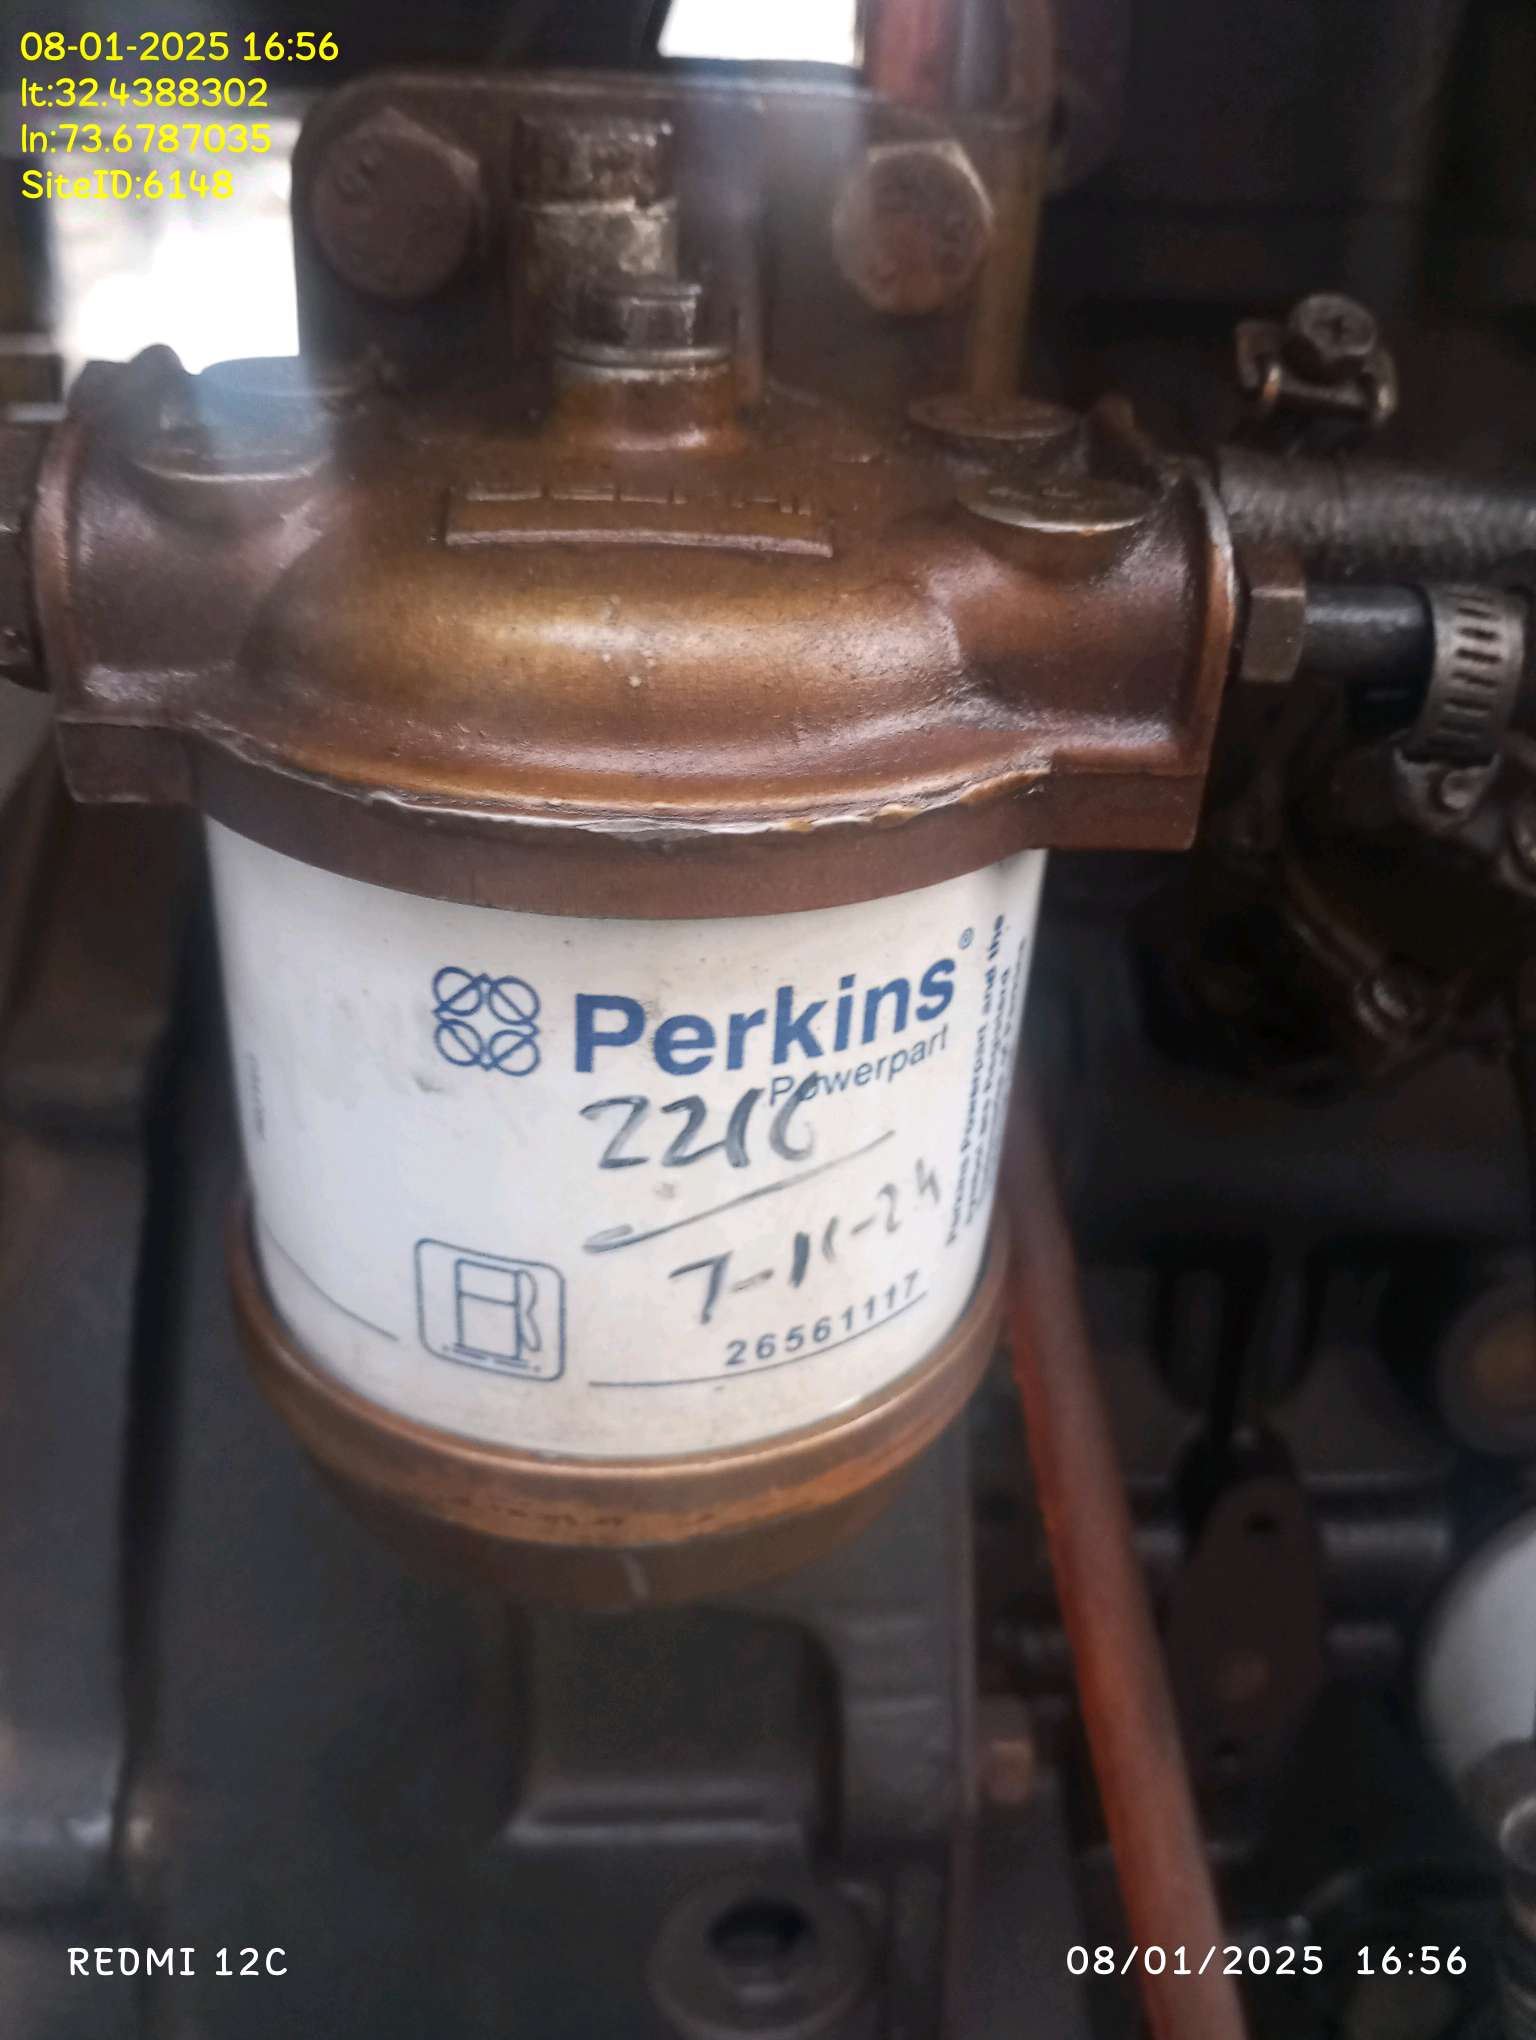 08-01-2025 16:56
lt:32.4388302
ln:73.6787035
SiteID:6148
Perkins®
Powerpart
7-11-24
26561117
REDMI 12C
08/01/2025 16:56